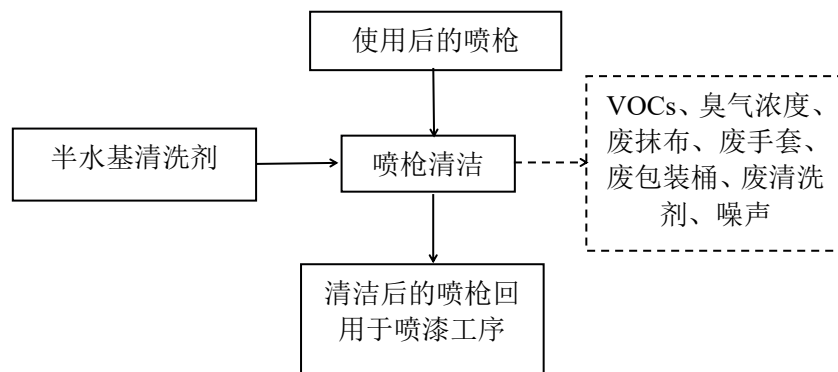 使用后的喷枪
VOCs、臭气浓度、
废抹布、废手套、
废包装桶、废清洗
剂、噪声
半水基清洗剂
喷枪清洁
清洁后的喷枪回
用于喷漆工序